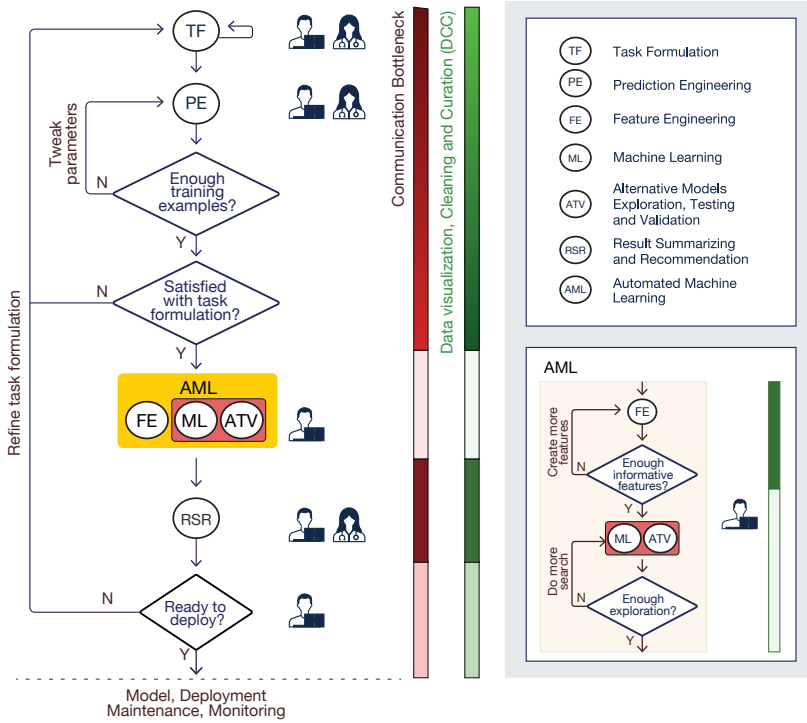 TF
PE
Tweak
parameters
N
Enough
training
examples?
Y
N
Satisfied
with task
formulation?
Y
Refine task formulation
AML
FE
ML
ATV
RSR
N
Ready to
deploy?
Y
Model, Deployment
Maintenance, Monitoring
Communication Bottleneck
Data visualization, Cleaning and Curation (DCC)
TF
Task Formulation
PE
Prediction Engineering
FE
Feature Engineering
ML
Machine Learning
ATV
Alternative Models
Exploration, Testing
and Validation
RSR
Result Summarizing
and Recommendation
AML
Automated Machine
Learning
AML
FE
Create more
features
N
Enough
informative
features?
Y
ML
ATV
Do more
search
N
Enough
exploration?
Y